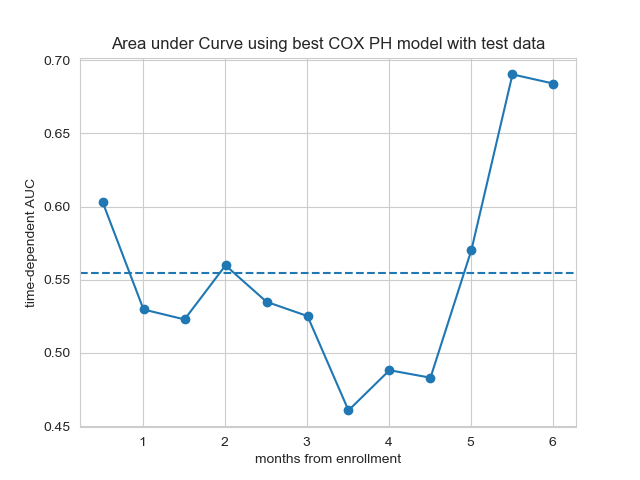 Area under Curve using best COX PH model with test data
time-dependent AUC
0.70
0.65
0.60
0.55
0.50
0.45
1 2 3 4 5 6
months from enrollment